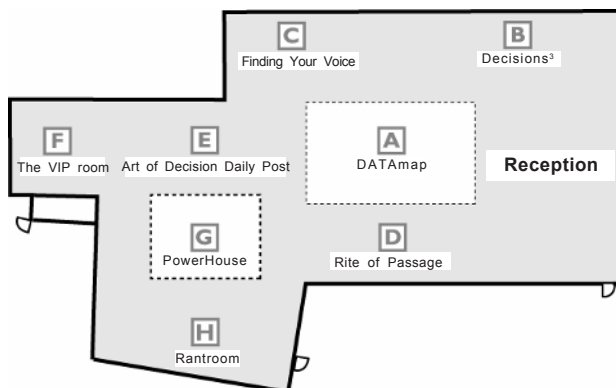 C
Finding Your Voice
B
Decisions³
F
The VIP room
E
Art of Decision Daily Post
A
DATAmap
Reception
G
PowerHouse
D
Rite of Passage
H
Rantroom